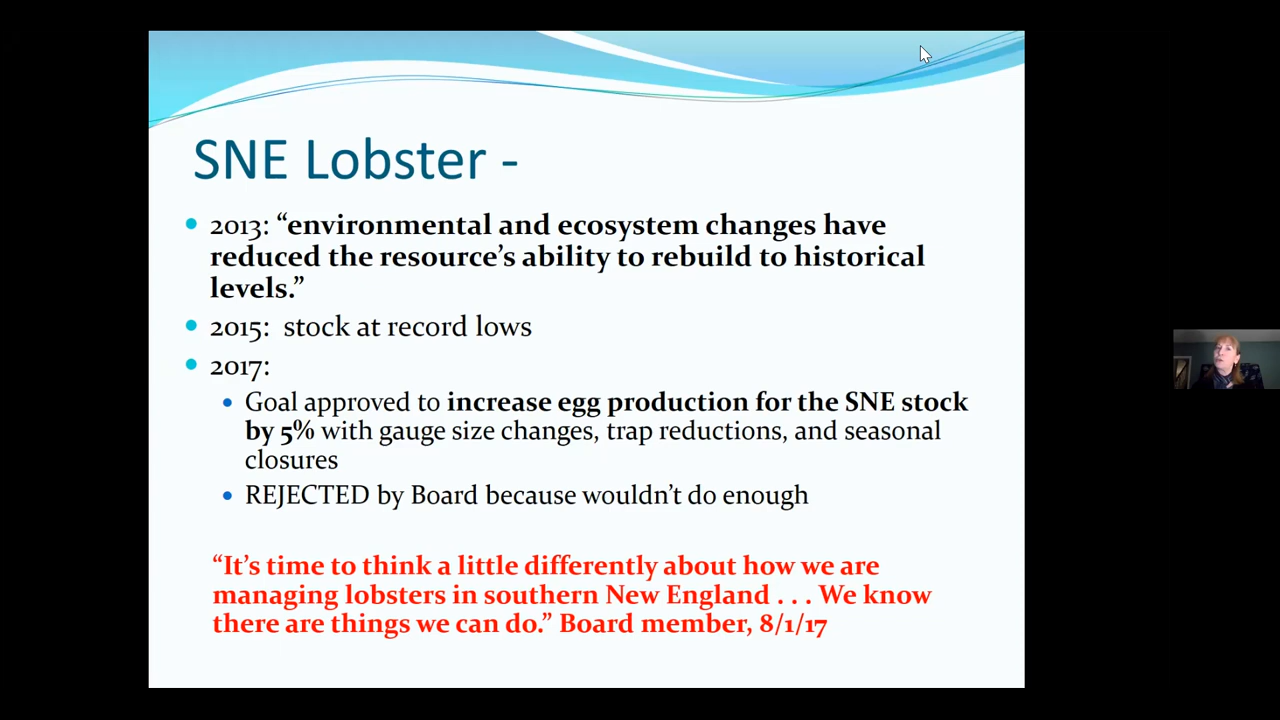 SNE Lobster -
2013: “environmental and ecosystem changes have
reduced the resource’s ability to rebuild to historical
levels.”
2015:  stock at record lows
2017:
Goal approved to increase egg production for the SNE stock
by 5% with gauge size changes, trap reductions, and seasonal
closures
REJECTED by Board because wouldn’t do enough
“It’s time to think a little differently about how we are
managing lobsters in southern New England . . . We know
there are things we can do.” Board member, 8/1/17